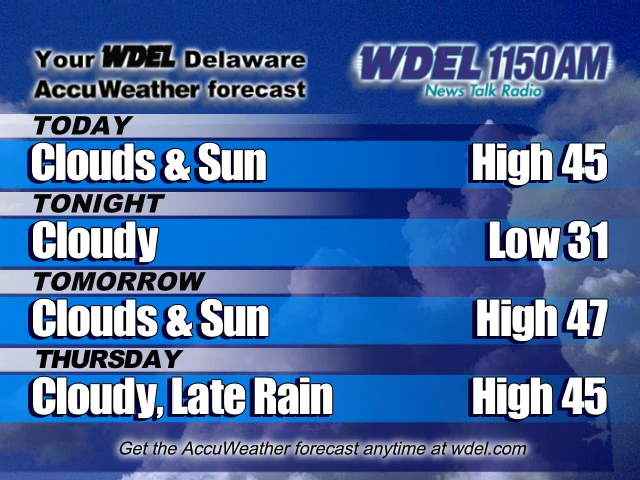 Your WDEL Delaware
AccuWeather forecast
WDEL 1150AM
News Talk Radio
TODAY
Clouds & Sun High 45
TONIGHT
Cloudy Low 31
TOMORROW
Clouds & Sun High 47
THURSDAY
Cloudy, Late Rain High 45
Get the AccuWeather forecast anytime at wdel.com